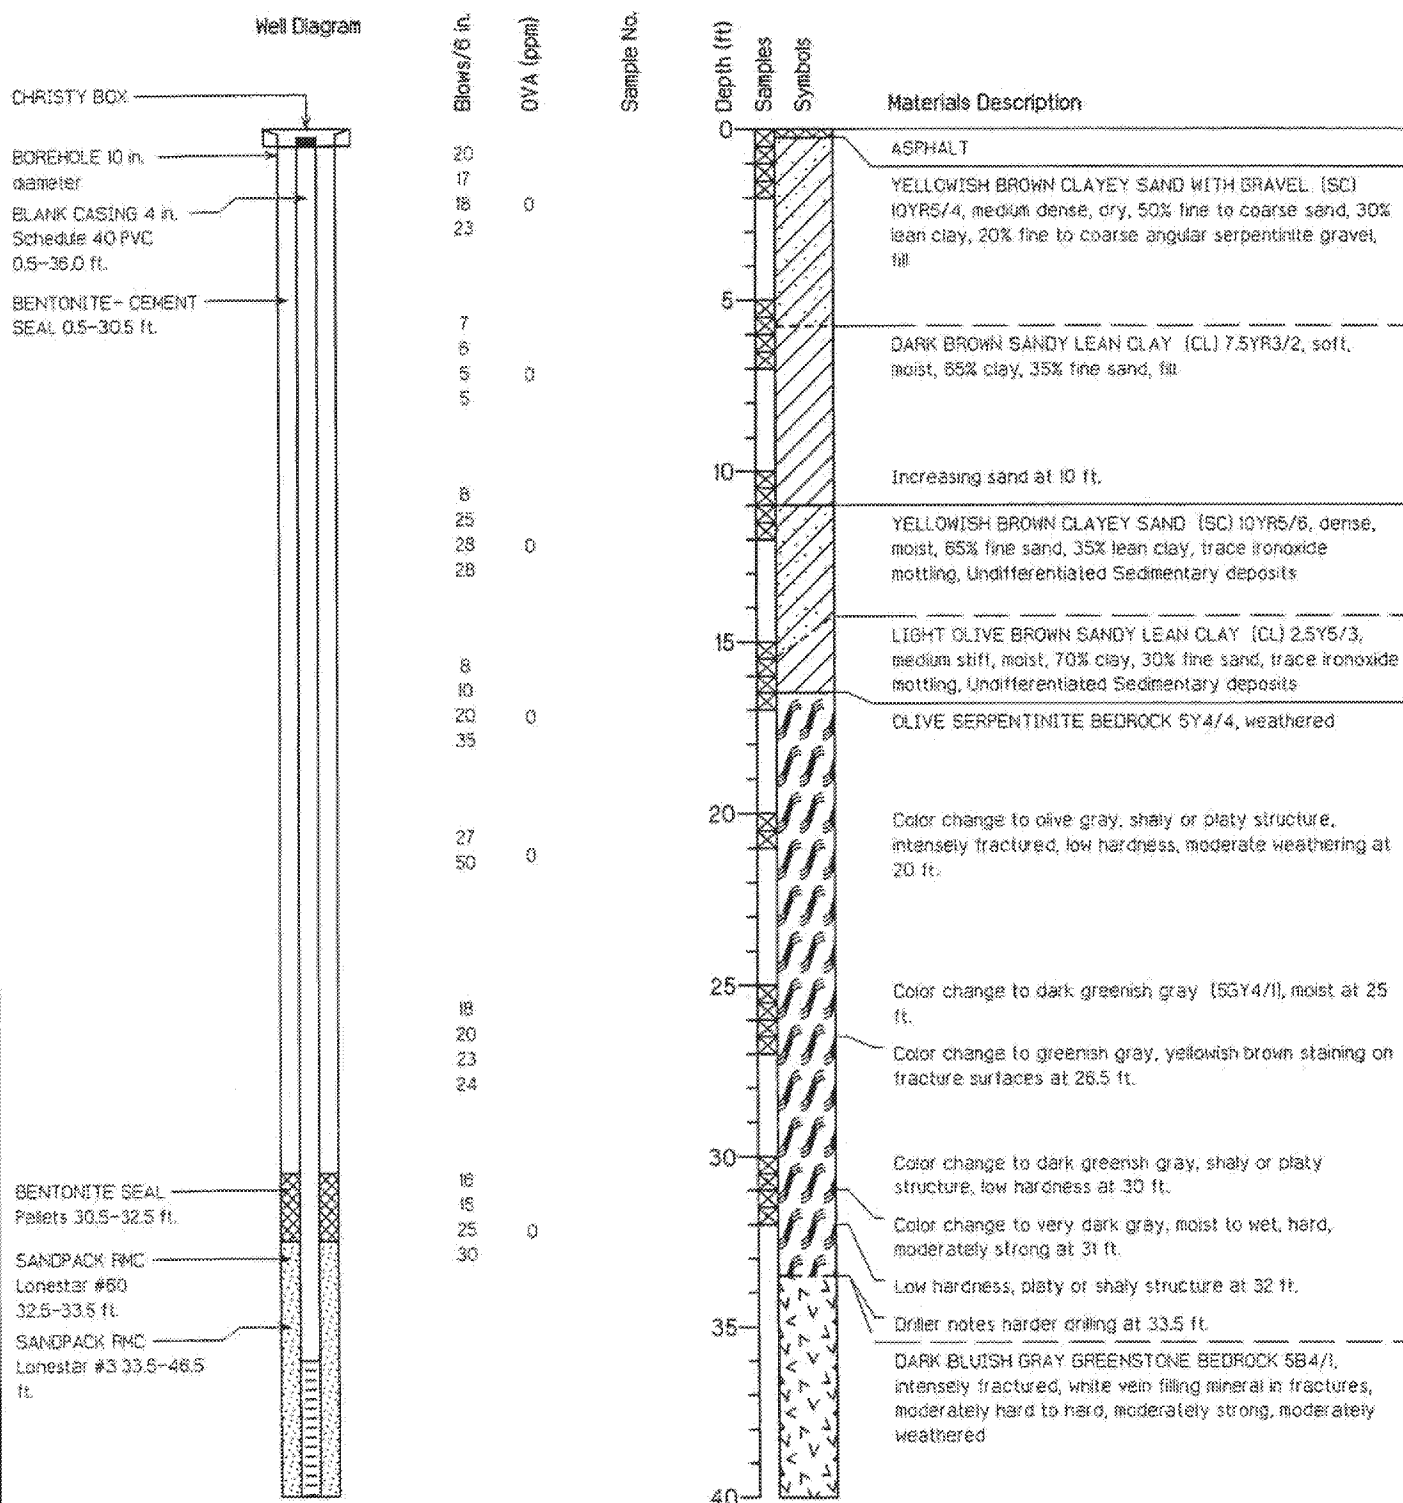 Well Diagram
Blows/6 in.
OVA (ppm)
Sample No.
Depth (ft)
Samples
Symbols
Materials Description
CHRISTY BOX
BOREHOLE 10 in.
diameter
BLANK CASING 4 in.
Schedule 40 PVC
0.5-36.0 ft.
BENTONITE- CEMENT
SEAL 0.5-30.5 ft.
BENTONITE SEAL
Pellets 30.5-32.5 ft.
SANDPACK RMC
Lonestar #60
32.5-33.5 ft.
SANDPACK RMC
Lonestar #3 33.5-46.5
ft.
20
17
18 0
23
7
6
5 0
5
8
25
28 0
28
8
10
20 0
35
27
50 0
18
20
23
24
16
15
25 0
30
0
5
10
15
20
25
30
35
40
ASPHALT
YELLOWISH BROWN CLAYEY SAND WITH GRAVEL (SC)
10YR5/4, medium dense, dry, 50% fine to coarse sand, 30%
lean clay, 20% fine to coarse angular serpentinite gravel,
fill
DARK BROWN SANDY LEAN CLAY (CL) 7.5YR3/2, soft,
moist, 65% clay, 35% fine sand, fill
Increasing sand at 10 ft.
YELLOWISH BROWN CLAYEY SAND (SC) 10YR5/6, dense,
moist, 65% fine sand, 35% lean clay, trace ironoxide
mottling, Undifferentiated Sedimentary deposits
LIGHT OLIVE BROWN SANDY LEAN CLAY (CL) 2.5Y5/3,
medium stiff, moist, 70% clay, 30% fine sand, trace ironoxide
mottling, Undifferentiated Sedimentary deposits
OLIVE SERPENTINITE BEDROCK 5Y4/4, weathered
Color change to olive gray, shaly or platy structure,
intensely fractured, low hardness, moderate weathering at
20 ft.
Color change to dark greenish gray (5GY4/1), moist at 25
ft.
Color change to greenish gray, yellowish brown staining on
fracture surfaces at 26.5 ft.
Color change to dark greensh gray, shaly or platy
structure, low hardness at 30 ft.
Color change to very dark gray, moist to wet, hard,
moderately strong at 31 ft.
Low hardness, platy or shaly structure at 32 ft.
Driller notes harder drilling at 33.5 ft.
DARK BLUISH GRAY GREENSTONE BEDROCK 5B4/1,
intensely fractured, white vein filling mineral in fractures,
moderately hard to hard, moderately strong, moderately
weathered